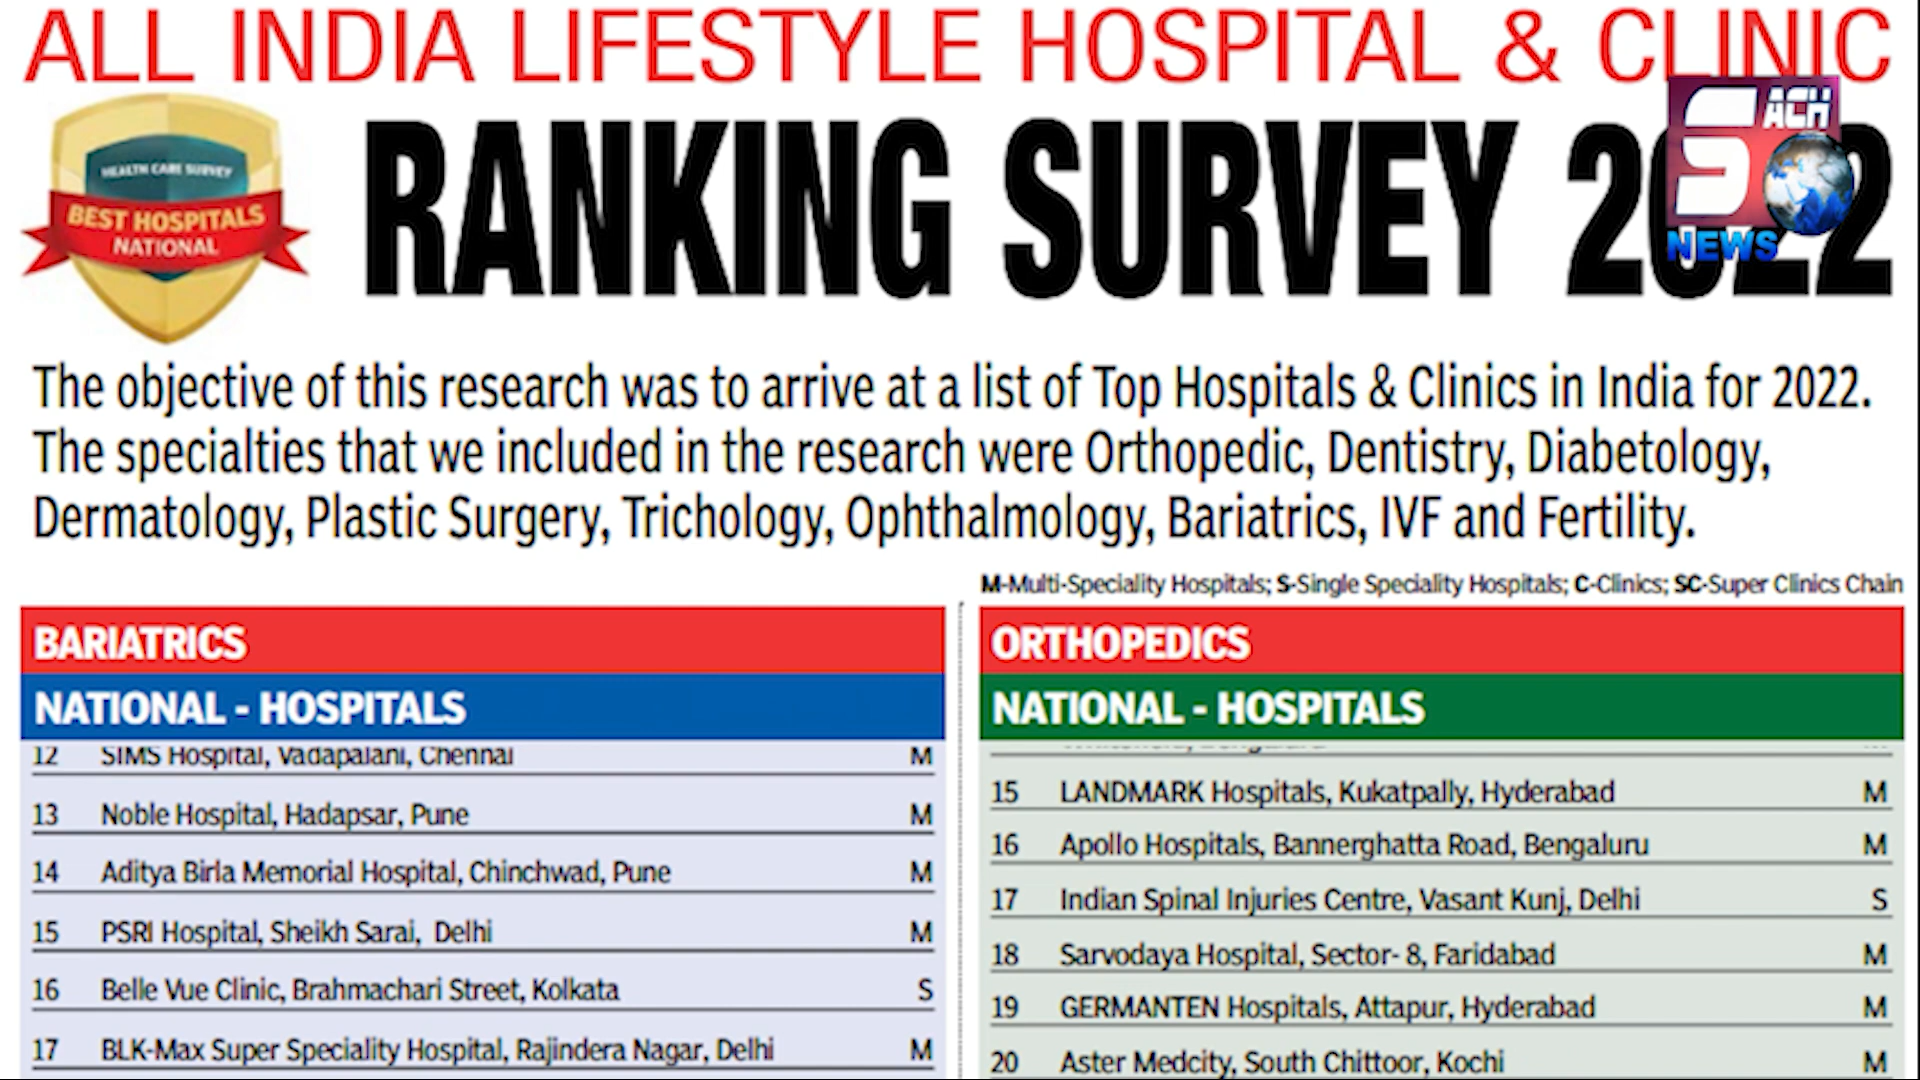 ALL INDIA LIFESTYLE HOSPITAL & CLINIC
HEALTH CARE SURVEY
BEST HOSPITALS
NATIONAL
RANKING SURVEY 2022
SACH
NEWS
The objective of this research was to arrive at a list of Top Hospitals & Clinics in India for 2022.
The specialties that we included in the research were Orthopedic, Dentistry, Diabetology,
Dermatology, Plastic Surgery, Trichology, Ophthalmology, Bariatrics, IVF and Fertility.
M-Multi-Speciality Hospitals; S-Single Speciality Hospitals; C-Clinics; SC-Super Clinics Chain
BARIATRICS
NATIONAL - HOSPITALS
12 SIMS Hospital, Vadapalani, Chennai M
13 Noble Hospital, Hadapsar, Pune M
14 Aditya Birla Memorial Hospital, Chinchwad, Pune M
15 PSRI Hospital, Sheikh Sarai, Delhi M
16 Belle Vue Clinic, Brahmachari Street, Kolkata S
17 BLK-Max Super Speciality Hospital, Rajindera Nagar, Delhi M
ORTHOPEDICS
NATIONAL - HOSPITALS
15 LANDMARK Hospitals, Kukatpally, Hyderabad M
16 Apollo Hospitals, Bannerghatta Road, Bengaluru M
17 Indian Spinal Injuries Centre, Vasant Kunj, Delhi S
18 Sarvodaya Hospital, Sector- 8, Faridabad M
19 GERMANTEN Hospitals, Attapur, Hyderabad M
20 Aster Medcity, South Chittoor, Kochi M